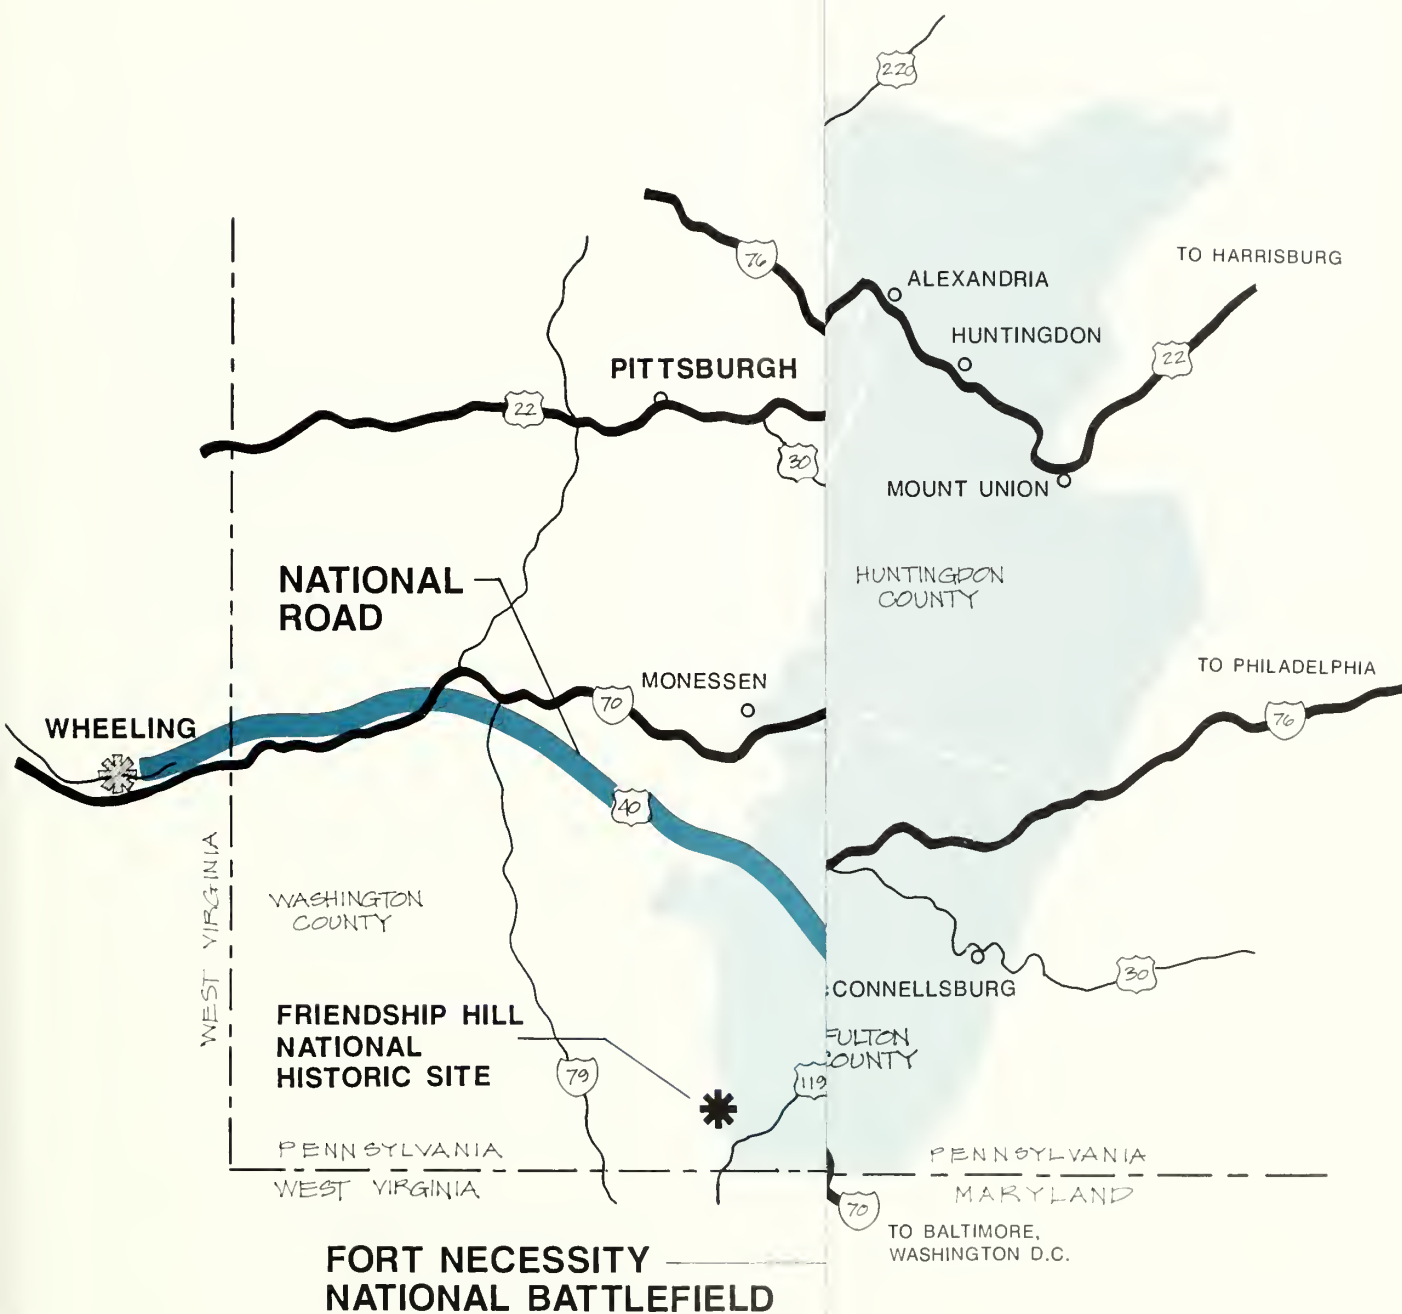 220
TO HARRISBURG
76
ALEXANDRIA
HUNTINGDON
22
PITTSBURGH
22
30
MOUNT UNION
NATIONAL
ROAD
HUNTINGDON
COUNTY
TO PHILADELPHIA
MONESSEN
70
76
WHEELING
40
WEST VIRGINIA
WASHINGTON
COUNTY
30
CONNELLSBURG
FRIENDSHIP HILL
NATIONAL
HISTORIC SITE
FULTON
COUNTY
79
119
PENNSYLVANIA
WEST VIRGINIA
PENNSYLVANIA
MARYLAND
70
TO BALTIMORE,
WASHINGTON D.C.
FORT NECESSITY
NATIONAL BATTLEFIELD